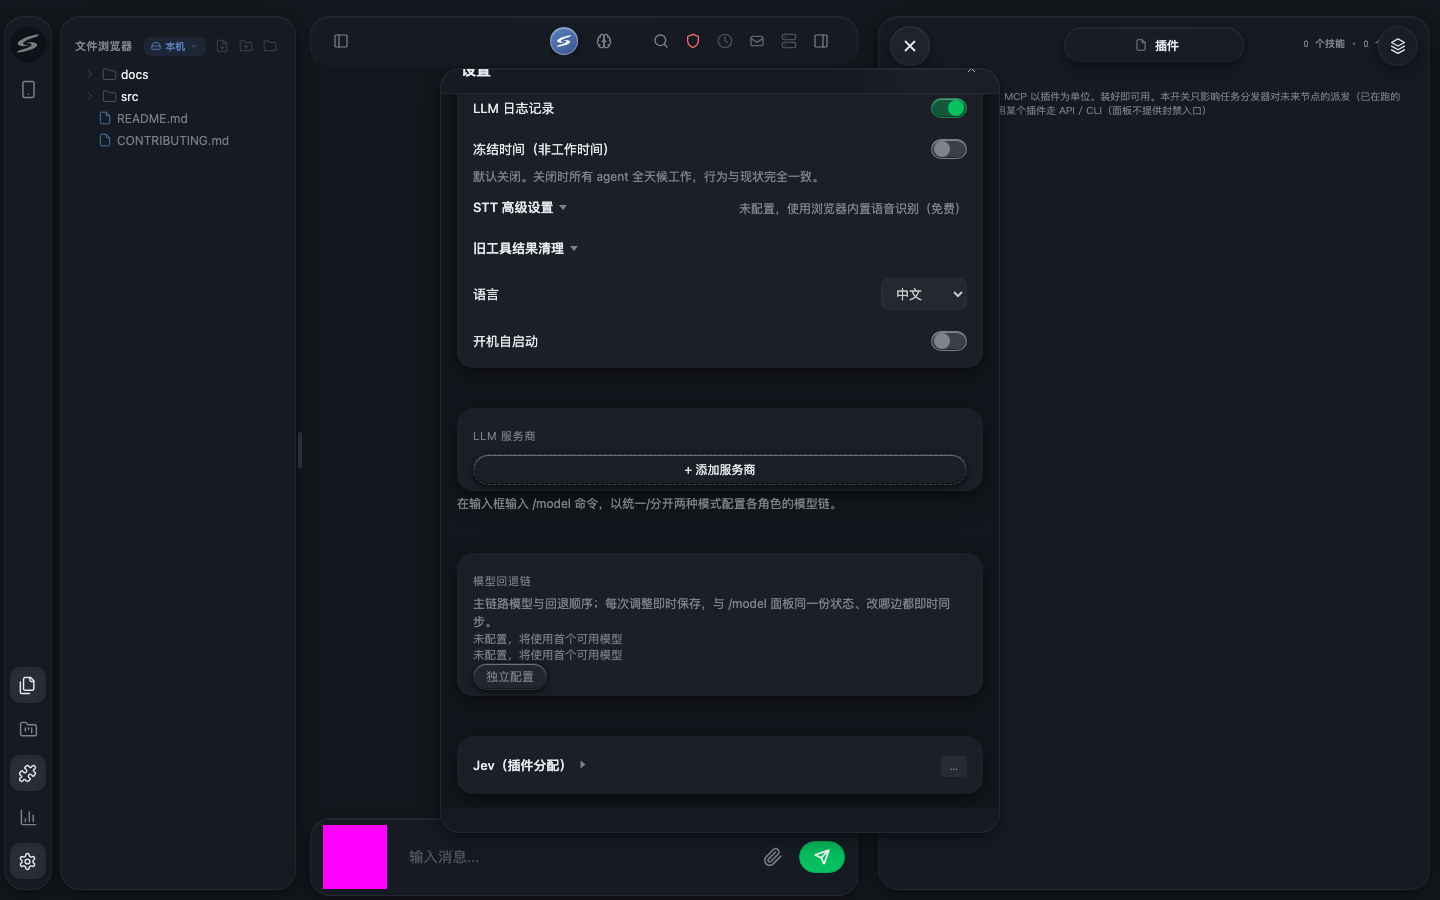 文件浏览器
本机
docs
src
README.md
CONTRIBUTING.md
设置
LLM 日志记录
冻结时间（非工作时间）
默认关闭。关闭时所有 agent 全天候工作，行为与现状完全一致。
STT 高级设置
未配置，使用浏览器内置语音识别（免费）
旧工具结果清理
语言
中文
开机自启动
LLM 服务商
+ 添加服务商
在输入框输入 /model 命令，以统一/分开两种模式配置各角色的模型链。
模型回退链
主链路模型与回退顺序；每次调整即时保存，与 /model 面板同一份状态、改哪边都即时同
步。
未配置，将使用首个可用模型
未配置，将使用首个可用模型
独立配置
Jev（插件分配）
...
输入消息...
插件
0 个技能 · 0
MCP 以插件为单位。装好即可用。本开关只影响任务分发器对未来节点的派发（已在跑的
用某个插件走 API / CLI（面板不提供封禁入口）